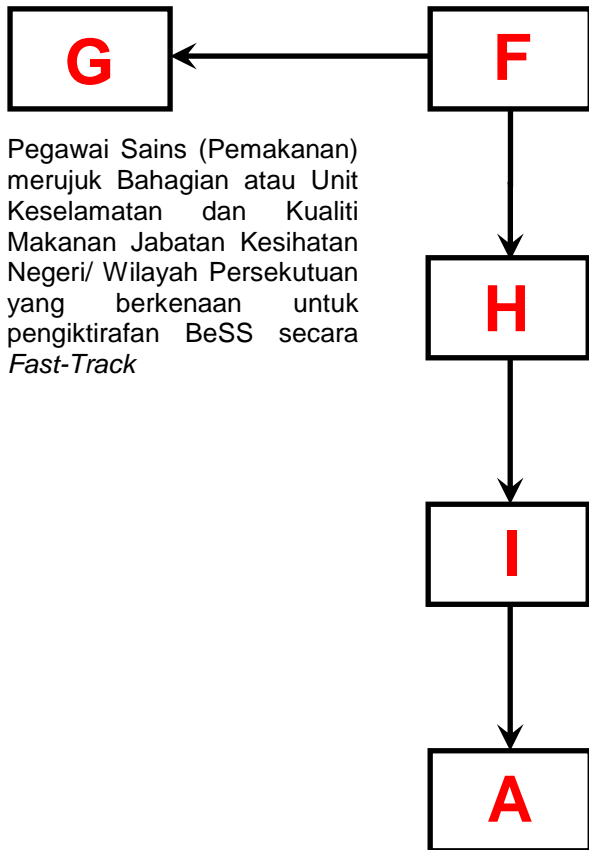 G
F
Pegawai Sains (Pemakanan)
merujuk Bahagian atau Unit
Keselamatan dan Kualiti
Makanan Jabatan Kesihatan
Negeri/ Wilayah Persekutuan
yang berkenaan untuk
pengiktirafan BeSS secara
Fast-Track
H
I
A